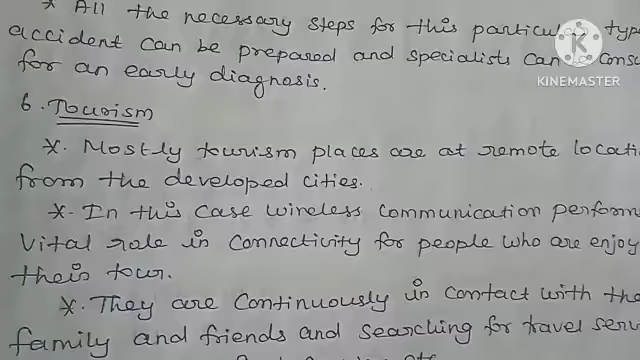 * All the necessary steps for this particular type
accident can be prepared and specialists can consu
for an early diagnosis.
KINEMASTER
6. Tourism
*. Mostly tourism places are at remote locati
from the developed cities.
*. In this case wireless communication perform
vital role in connectivity for people who are enjoy
their tour.
*. They are continuously in contact with the
family and friends and searching for travel serv